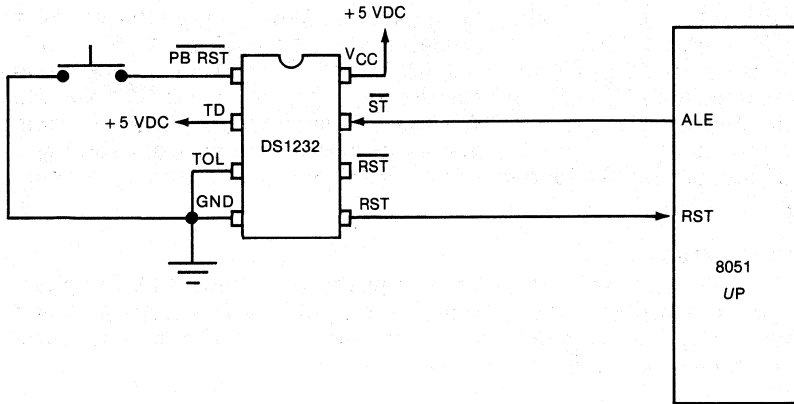 +5 VDC
PB RST
VCC
TD
ST
+5 VDC
ALE
DS1232
TOL
RST
GND
RST
RST
8051
UP